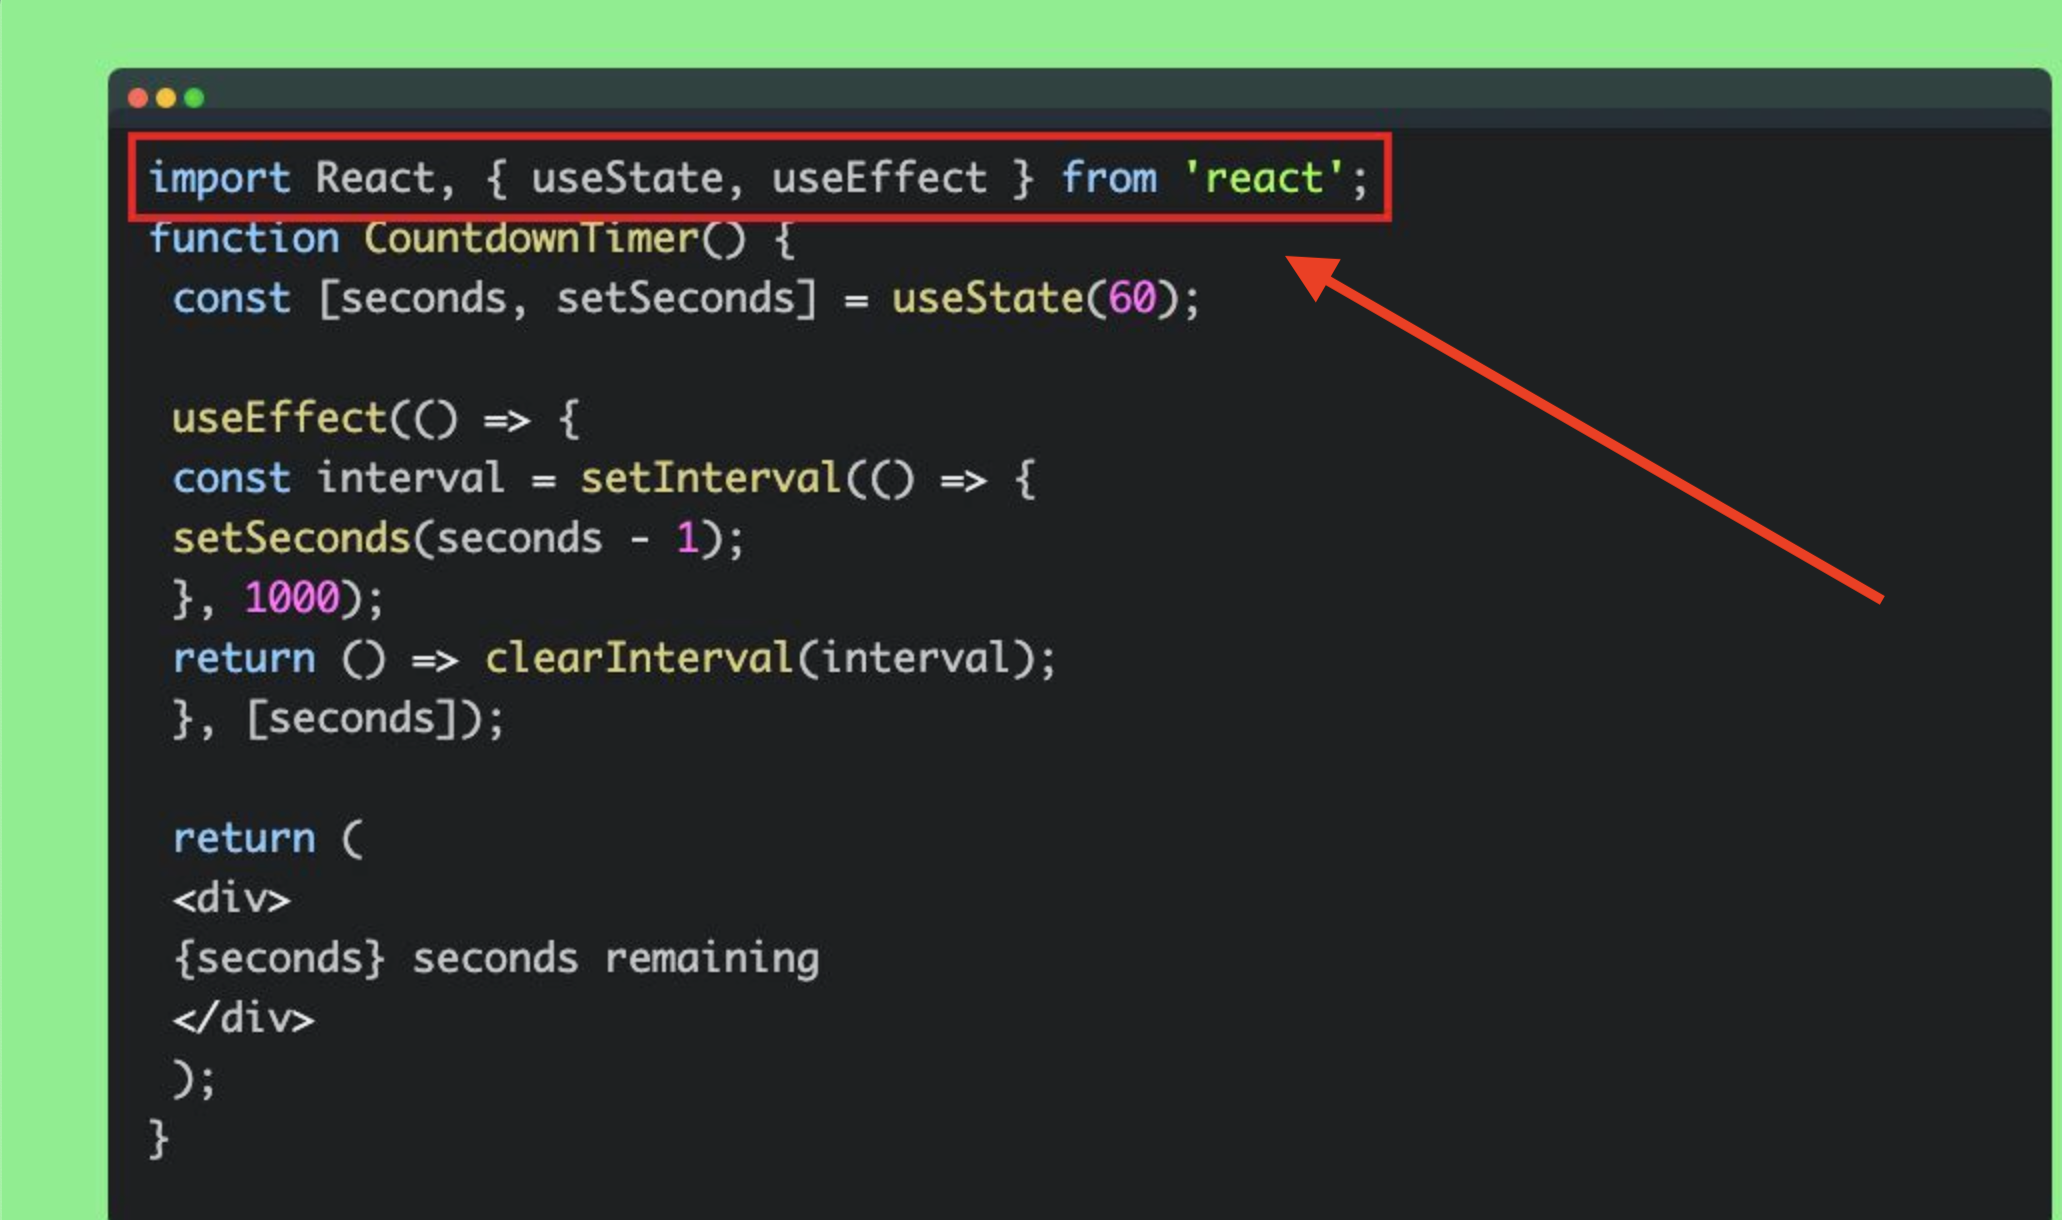 import React, { useState, useEffect } from 'react';
function CountdownTimer() {
const [seconds, setSeconds] = useState(60);
useEffect(() => {
const interval = setInterval(() => {
setSeconds(seconds - 1);
}, 1000);
return () => clearInterval(interval);
}, [seconds]);
return (
<div>
{seconds} seconds remaining
</div>
);
}